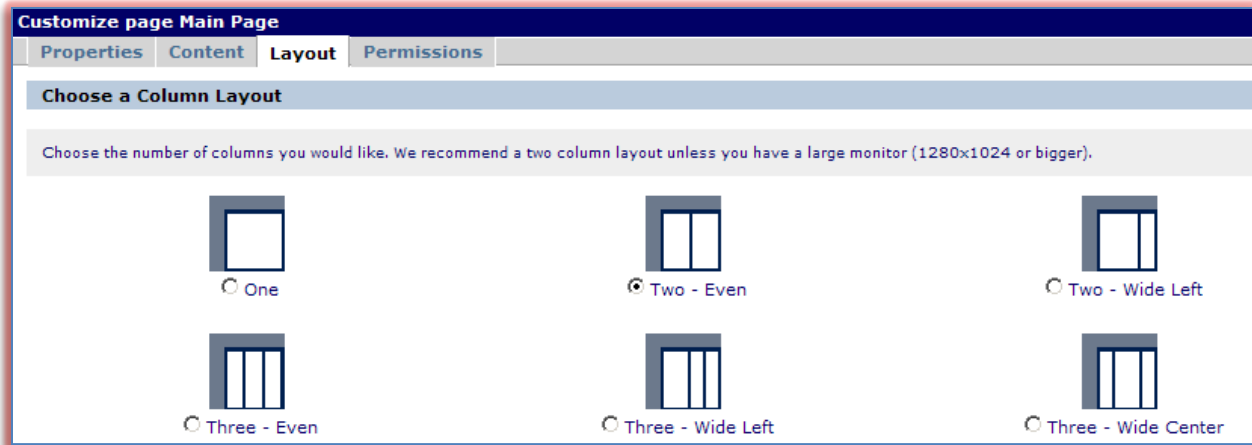 Customize page Main Page
Properties Content Layout Permissions
Choose a Column Layout
Choose the number of columns you would like. We recommend a two column layout unless you have a large monitor (1280x1024 or bigger).
One Two - Even Two - Wide Left
Three - Even Three - Wide Left Three - Wide Center